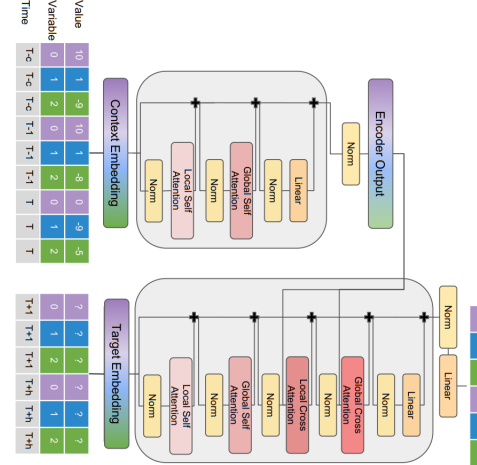 Encoder Output
Norm
Linear
Norm
Global Self
Attention
Norm
Local Self
Attention
Norm
Context Embedding
Value 10 1 -9 10 1 -8 0 -9 -5
Variable 0 1 2 0 1 2 0 1 2
Time T-c T-c T-c T-1 T-1 T-1 T T T
Linear
Norm
Linear
Norm
Global Cross
Attention
Norm
Local Cross
Attention
Norm
Global Self
Attention
Norm
Local Self
Attention
Norm
Target Embedding
? ? ? ? ? ?
0 1 2 0 1 2
T+1 T+1 T+1 T+h T+h T+h